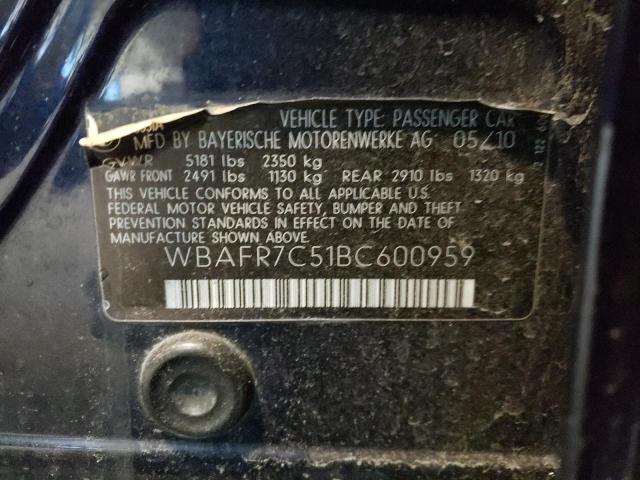 VEHICLE TYPE: PASSENGER CAR
MFD BY BAYERISCHE MOTORENWERKE AG 05/10
GVWR 5181 lbs 2350 kg
GAWR FRONT 2491 lbs 1130 kg REAR 2910 lbs 1320 kg
THIS VEHICLE CONFORMS TO ALL APPLICABLE U.S.
FEDERAL MOTOR VEHICLE SAFETY, BUMPER AND THEFT
PREVENTION STANDARDS IN EFFECT ON THE DATE OF
MANUFACTURE SHOWN ABOVE.
WBAFR7C51BC600959